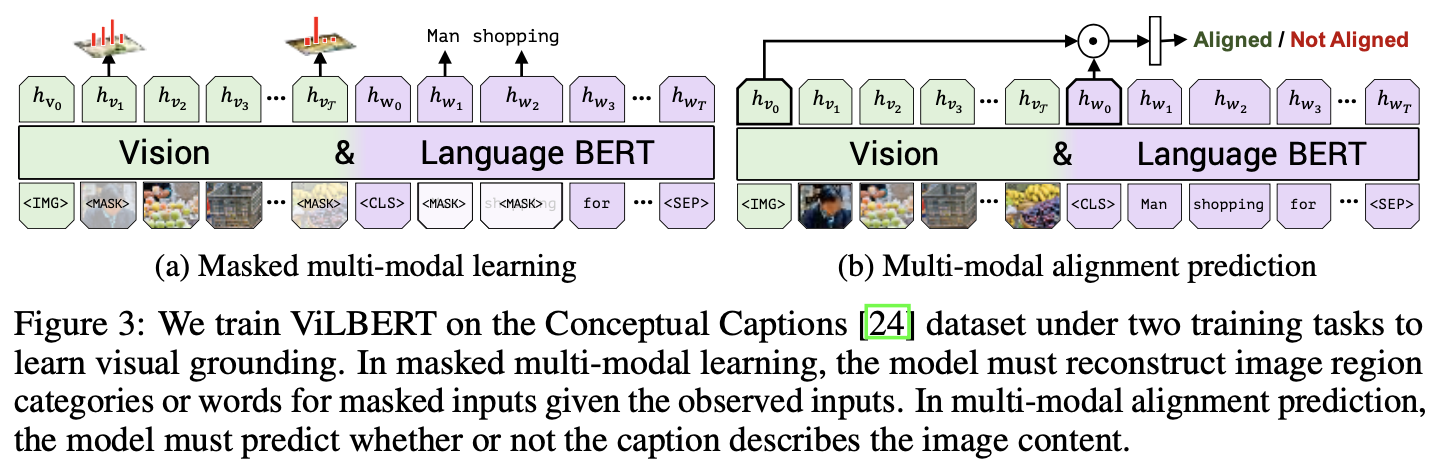 Man shopping
h_{v_0} h_{v_1} h_{v_2} h_{v_3} ... h_{v_𝒯} h_{w_0} h_{w_1} h_{w_2} h_{w_3} ... h_{w_T}
Vision & Language BERT
<IMG> <MASK> ... <MASK> <CLS> <MASK> shopping <MASK> for ... <SEP>
(a) Masked multi-modal learning
Aligned / Not Aligned
h_{v_0} h_{v_1} h_{v_2} h_{v_3} ... h_{v_𝒯} h_{w_0} h_{w_1} h_{w_2} h_{w_3} ... h_{w_T}
Vision & Language BERT
<IMG> ... <CLS> Man shopping for ... <SEP>
(b) Multi-modal alignment prediction
Figure 3: We train ViLBERT on the Conceptual Captions [24] dataset under two training tasks to
learn visual grounding. In masked multi-modal learning, the model must reconstruct image region
categories or words for masked inputs given the observed inputs. In multi-modal alignment prediction,
the model must predict whether or not the caption describes the image content.